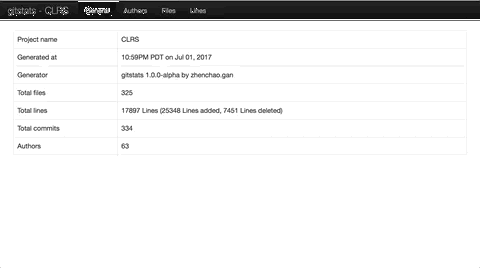 gitstats - CLRS General Authors Files Lines
Project name CLRS
Generated at 10:59PM PDT on Jul 01, 2017
Generator gitstats 1.0.0-alpha by zhenchao.gan
Total files 325
Total lines 17897 Lines (25348 Lines added, 7451 Lines deleted)
Total commits 334
Authors 63